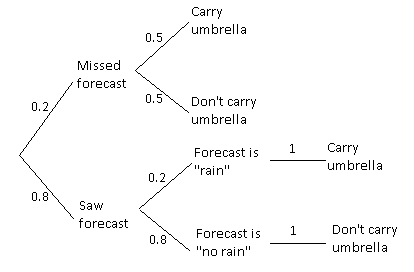 Carry
umbrella
0.5
Missed
forecast
0.5
Don't carry
umbrella
0.2
Forecast is
"rain"
1
Carry
umbrella
0.2
0.8
Saw
forecast
0.8
Forecast is
"no rain"
1
Don't carry
umbrella